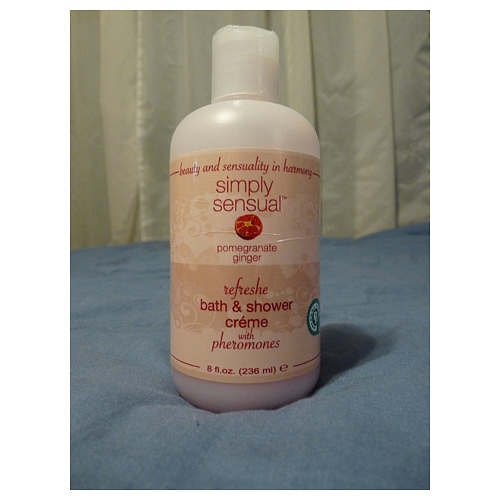 beauty and sensuality in harmony
simply
sensual™
pomegranate
ginger
refreshe
bath & shower
créme
with
pheromones
8 fl.oz. (236 ml) ℮